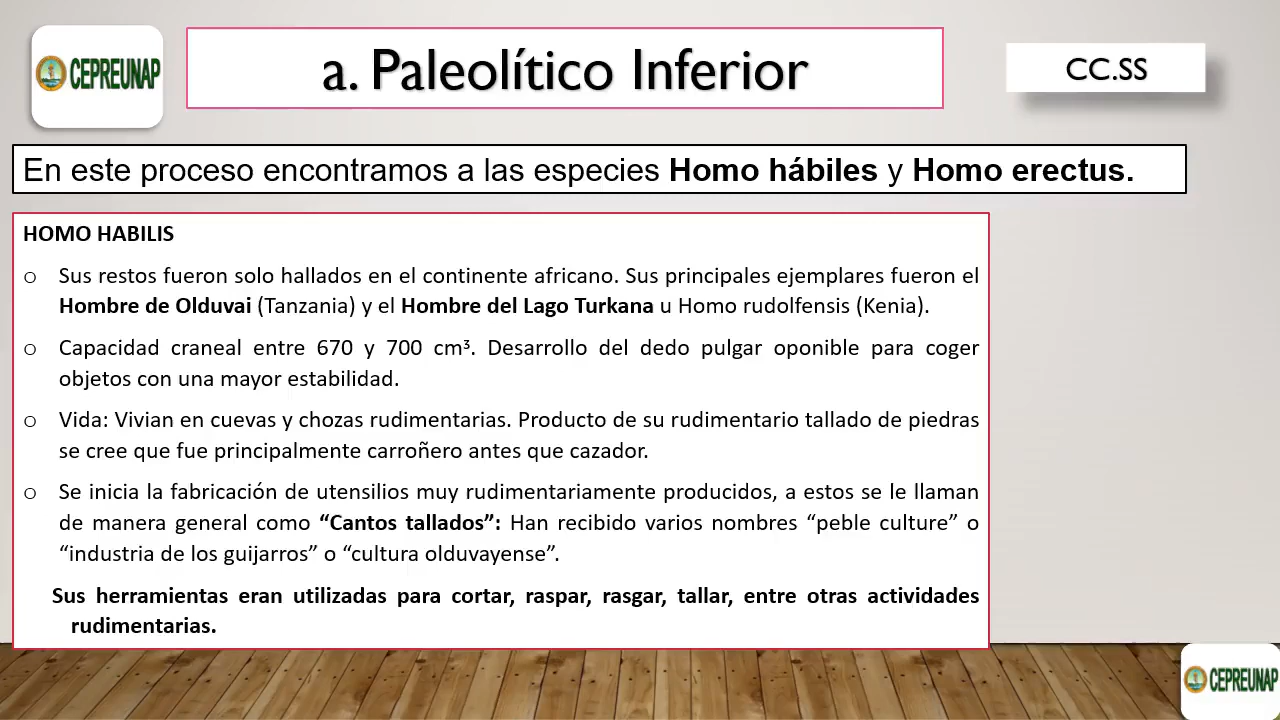 CEPREUNAP
a. Paleolítico Inferior
CC.SS
En este proceso encontramos a las especies Homo hábiles y Homo erectus.
HOMO HABILIS
o Sus restos fueron solo hallados en el continente africano. Sus principales ejemplares fueron el
Hombre de Olduvai (Tanzania) y el Hombre del Lago Turkana u Homo rudolfensis (Kenia).
o Capacidad craneal entre 670 y 700 cm³. Desarrollo del dedo pulgar oponible para coger
objetos con una mayor estabilidad.
o Vida: Vivian en cuevas y chozas rudimentarias. Producto de su rudimentario tallado de piedras
se cree que fue principalmente carroñero antes que cazador.
o Se inicia la fabricación de utensilios muy rudimentariamente producidos, a estos se le llaman
de manera general como “Cantos tallados”: Han recibido varios nombres “peble culture” o
“industria de los guijarros” o “cultura olduvayense”.
Sus herramientas eran utilizadas para cortar, raspar, rasgar, tallar, entre otras actividades
rudimentarias.
CEPREUNAP